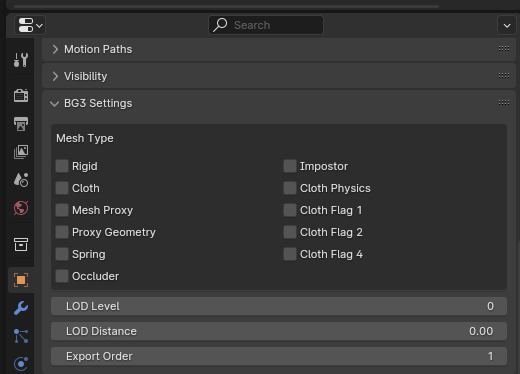 Search
Motion Paths
Visibility
BG3 Settings
Mesh Type
Rigid
Impostor
Cloth
Cloth Physics
Mesh Proxy
Cloth Flag 1
Proxy Geometry
Cloth Flag 2
Spring
Cloth Flag 4
Occluder
LOD Level 0
LOD Distance 0.00
Export Order 1